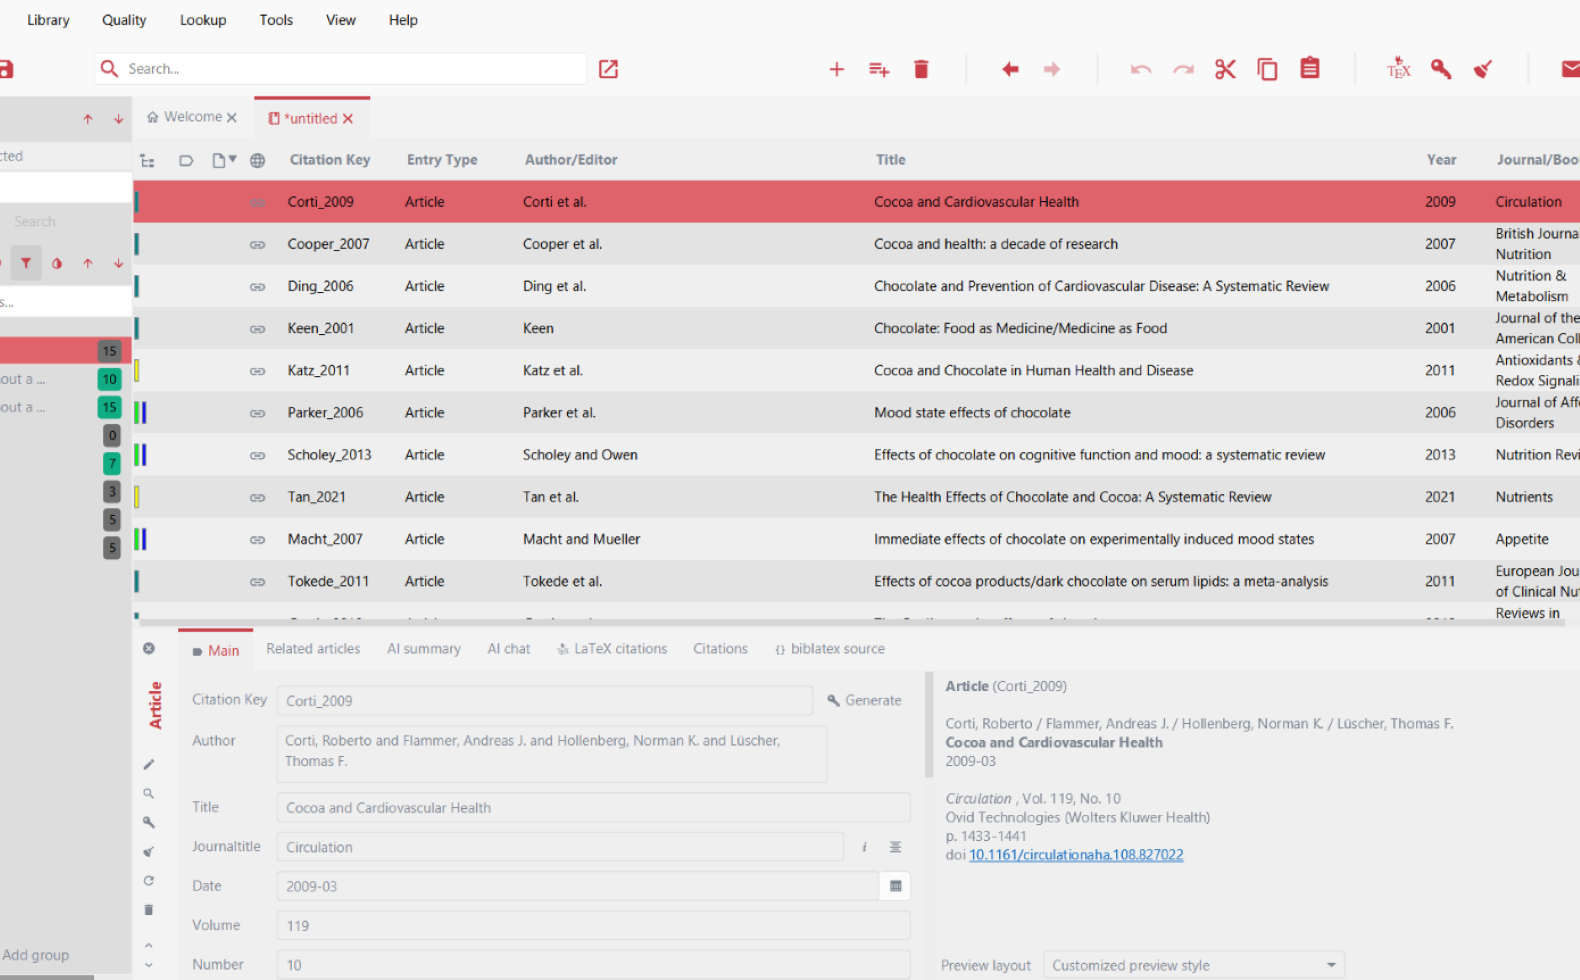 Library Quality Lookup Tools View Help
Search...
TEX
Welcome *untitled
cted
Search
s...
15
out a ... 10
out a ... 15
0
7
3
5
5
Add group
Citation Key Entry Type Author/Editor Title Year Journal/Boo
Corti_2009 Article Corti et al. Cocoa and Cardiovascular Health 2009 Circulation
Cooper_2007 Article Cooper et al. Cocoa and health: a decade of research 2007 British Journa
Nutrition
Ding_2006 Article Ding et al. Chocolate and Prevention of Cardiovascular Disease: A Systematic Review 2006 Nutrition &
Metabolism
Keen_2001 Article Keen Chocolate: Food as Medicine/Medicine as Food 2001 Journal of the
American Coll
Katz_2011 Article Katz et al. Cocoa and Chocolate in Human Health and Disease 2011 Antioxidants &
Redox Signali
Parker_2006 Article Parker et al. Mood state effects of chocolate 2006 Journal of Affe
Disorders
Scholey_2013 Article Scholey and Owen Effects of chocolate on cognitive function and mood: a systematic review 2013 Nutrition Revi
Tan_2021 Article Tan et al. The Health Effects of Chocolate and Cocoa: A Systematic Review 2021 Nutrients
Macht_2007 Article Macht and Mueller Immediate effects of chocolate on experimentally induced mood states 2007 Appetite
Tokede_2011 Article Tokede et al. Effects of cocoa products/dark chocolate on serum lipids: a meta-analysis 2011 European Jou
of Clinical Nut
Reviews in
Main Related articles AI summary AI chat LaTeX citations Citations {} biblatex source
Article
Citation Key Corti_2009 Generate
Author Corti, Roberto and Flammer, Andreas J. and Hollenberg, Norman K. and Lüscher,
Thomas F.
Title Cocoa and Cardiovascular Health
Journaltitle Circulation i
Date 2009-03
Volume 119
Number 10
Article (Corti_2009)
Corti, Roberto / Flammer, Andreas J. / Hollenberg, Norman K. / Lüscher, Thomas F.
Cocoa and Cardiovascular Health
2009-03
Circulation , Vol. 119, No. 10
Ovid Technologies (Wolters Kluwer Health)
p. 1433-1441
doi 10.1161/circulationaha.108.827022
Preview layout Customized preview style